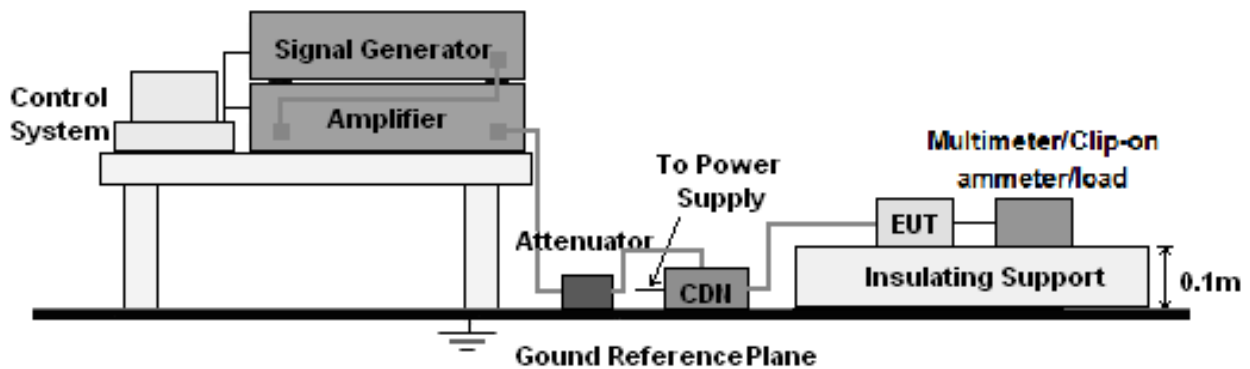 Signal Generator
Control
System
Amplifier
Multimeter/Clip-on
ammeter/load
To Power
Supply
Attenuator
EUT
CDN
Insulating Support
0.1m
Gound Reference Plane